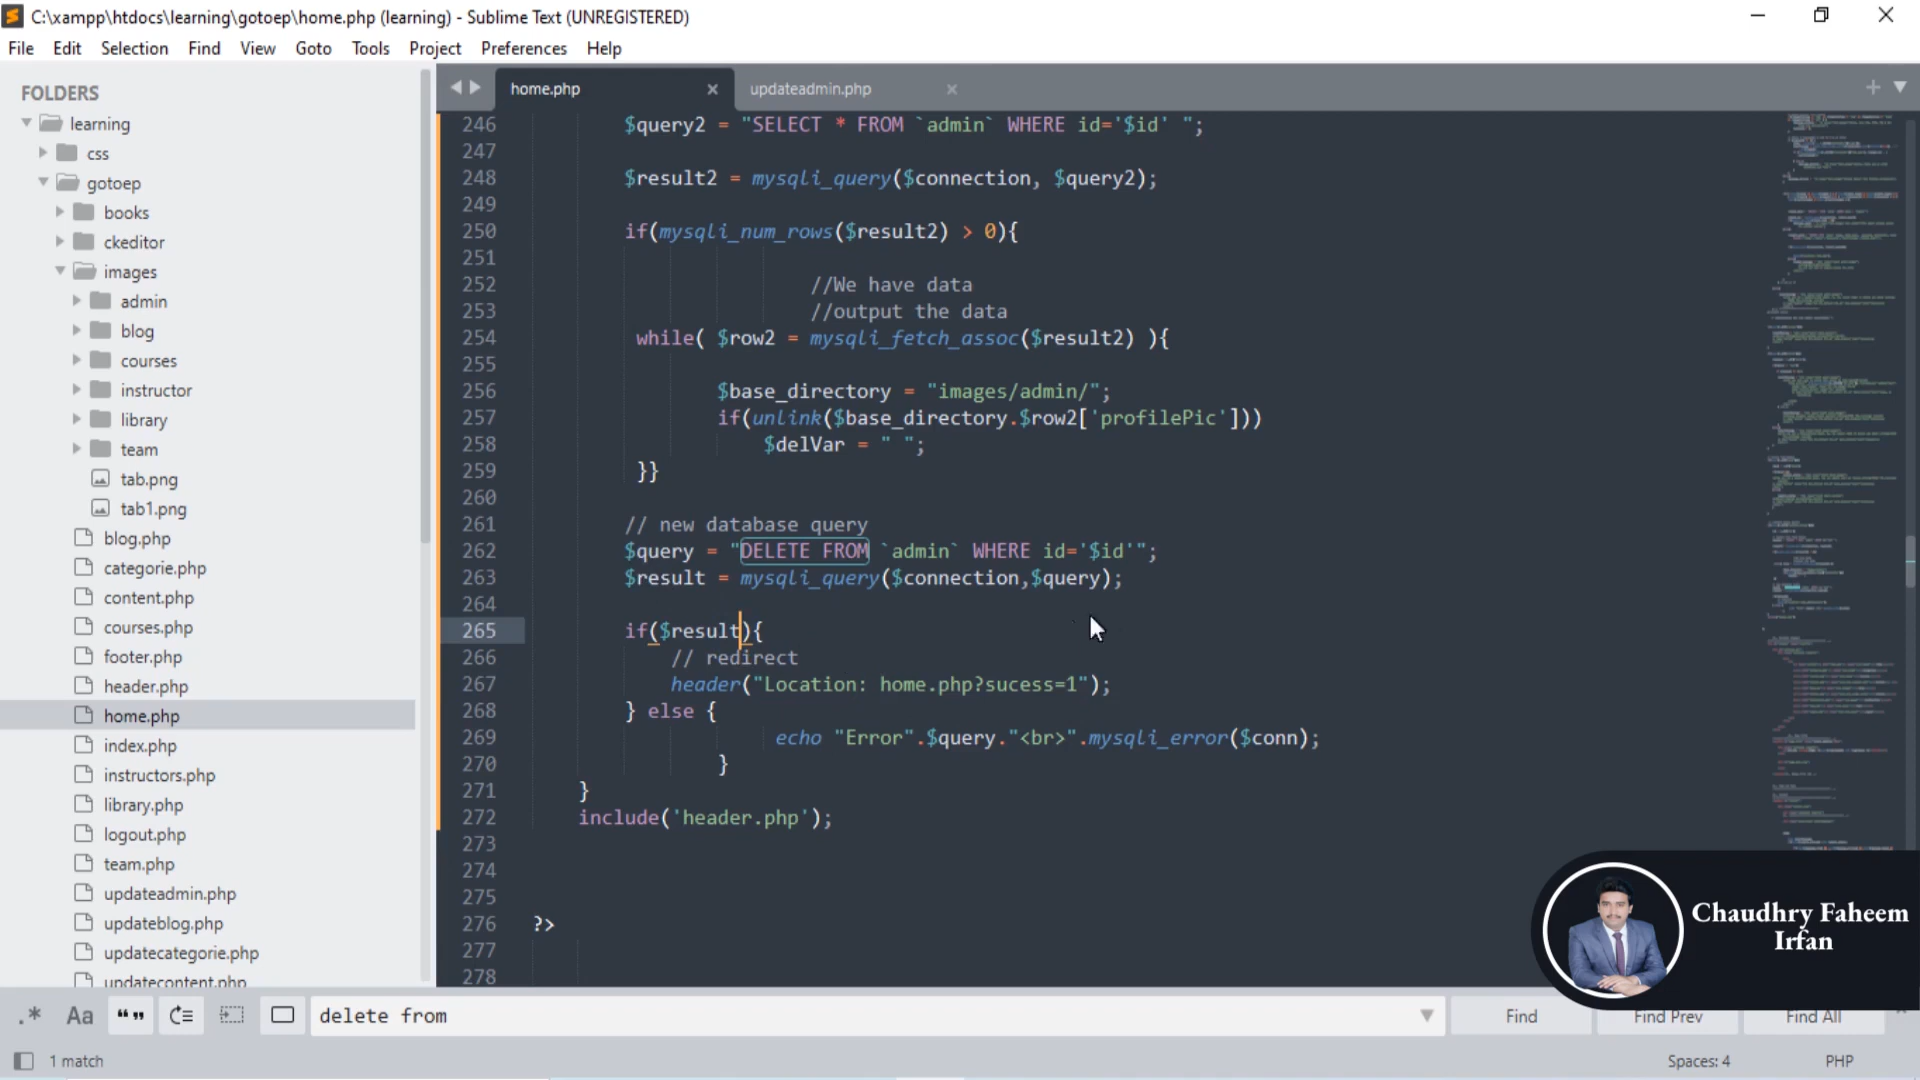 C:\xampp\htdocs\learning\gotoep\home.php (learning) - Sublime Text (UNREGISTERED)
File Edit Selection Find View Goto Tools Project Preferences Help
FOLDERS
learning
css
gotoep
books
ckeditor
images
admin
blog
courses
instructor
library
team
tab.png
tab1.png
blog.php
categorie.php
content.php
courses.php
footer.php
header.php
home.php
index.php
instructors.php
library.php
logout.php
team.php
updateadmin.php
updateblog.php
updatecategorie.php
updatecontent.php
home.php updateadmin.php
246 $query2 = "SELECT * FROM `admin` WHERE id='$id' ";
247
248 $result2 = mysqli_query($connection, $query2);
249
250 if(mysqli_num_rows($result2) > 0){
251
252 //We have data
253 //output the data
254 while( $row2 = mysqli_fetch_assoc($result2) ){
255
256 $base_directory = "images/admin/";
257 if(unlink($base_directory.$row2['profilePic']))
258 $delVar = " ";
259 }}
260
261 // new database query
262 $query = "DELETE FROM `admin` WHERE id='$id'";
263 $result = mysqli_query($connection,$query);
264
265 if($result){
266 // redirect
267 header("Location: home.php?sucess=1");
268 } else {
269 echo "Error".$query."<br>".mysqli_error($conn);
270 }
271 }
272 include('header.php');
273
274
275
276 ?>
277
278
Chaudhry Faheem
Irfan
.* Aa “ ” delete from Find Find Prev Find All
1 match Spaces: 4 PHP